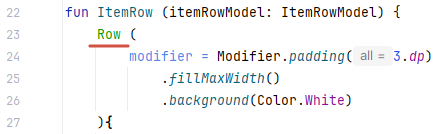 22 fun ItemRow (itemRowModel: ItemRowModel) {
23 Row (
24 modifier = Modifier.padding( all = 3.dp)
25 .fillMaxWidth()
26 .background(Color.White)
27 ){